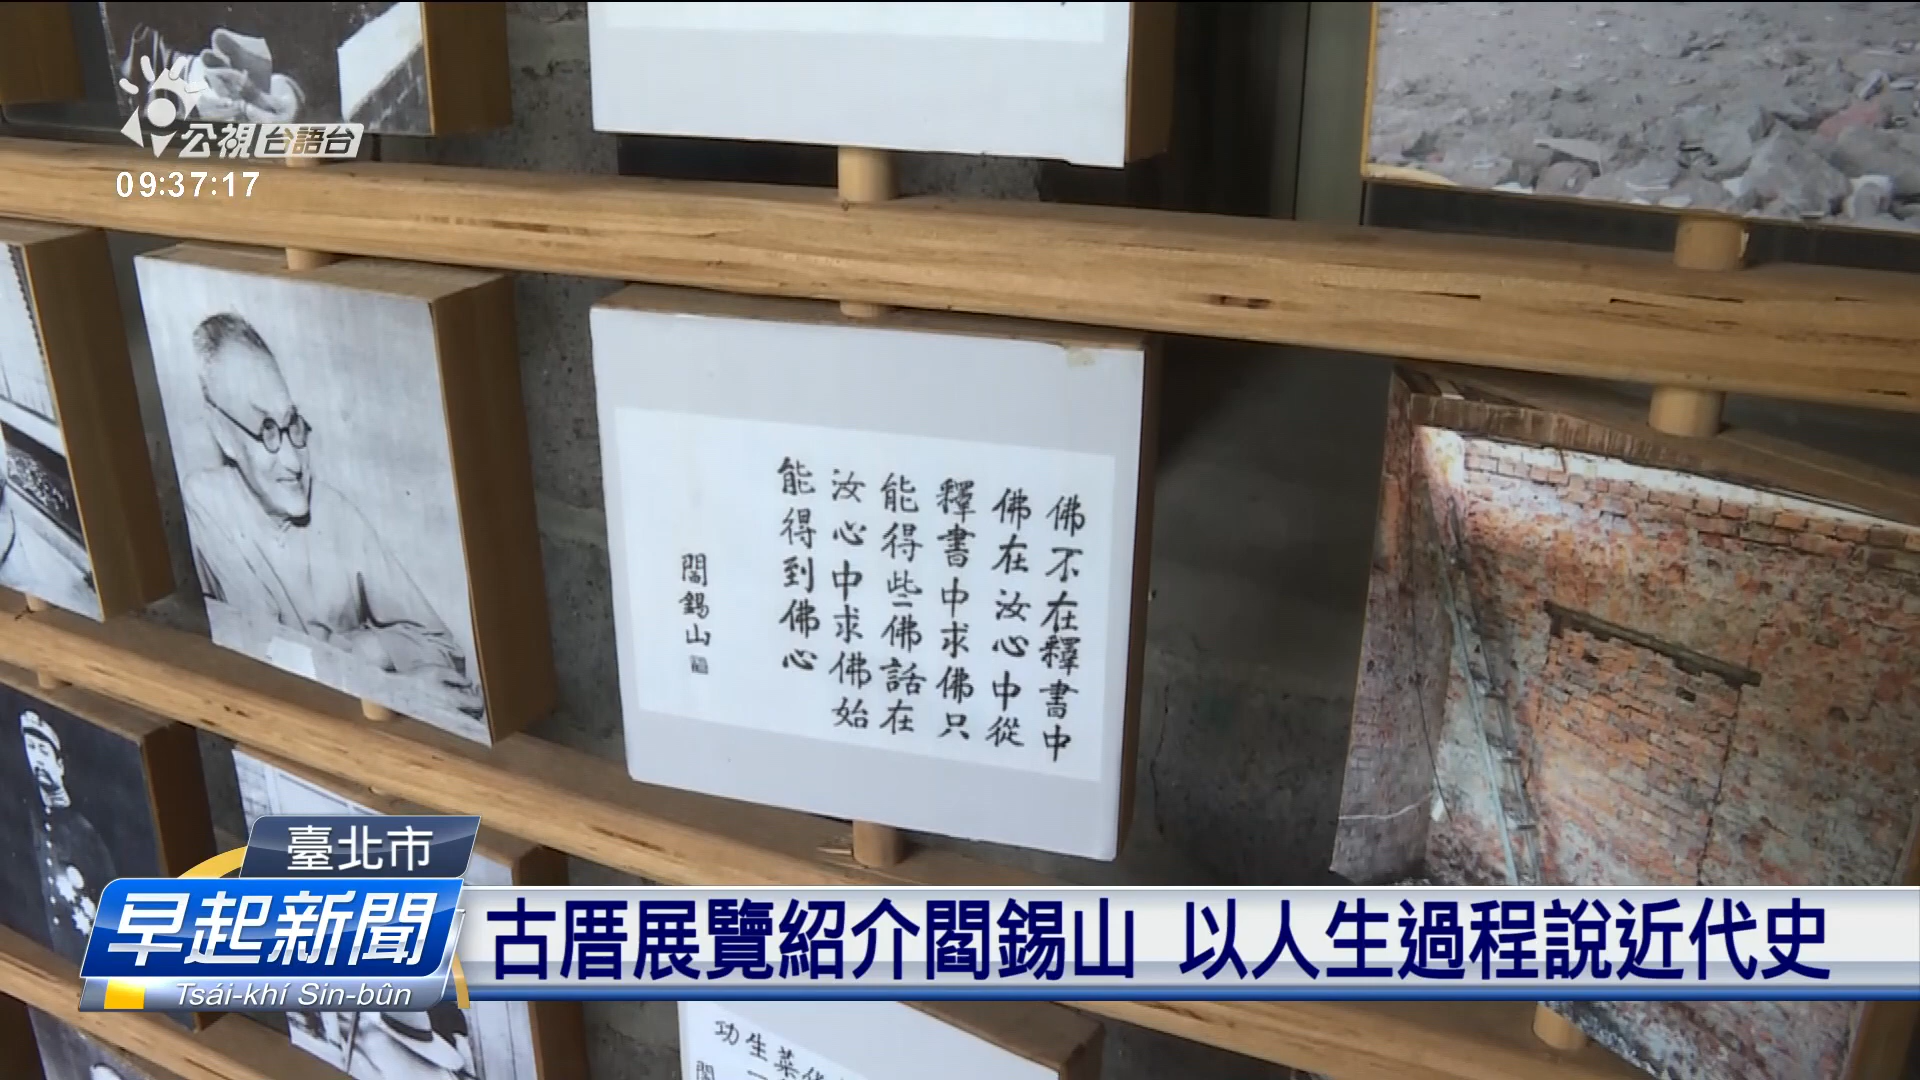 公視台語台
09:37:17
佛不在釋書中
佛在汝心中從
釋書中求佛只
能得些佛話在
汝心中求佛始
能得到佛心
閻錫山
臺北市
早起新聞
Tsái-khí Sin-bûn
古厝展覽紹介閻錫山 以人生過程說近代史
生菜
功